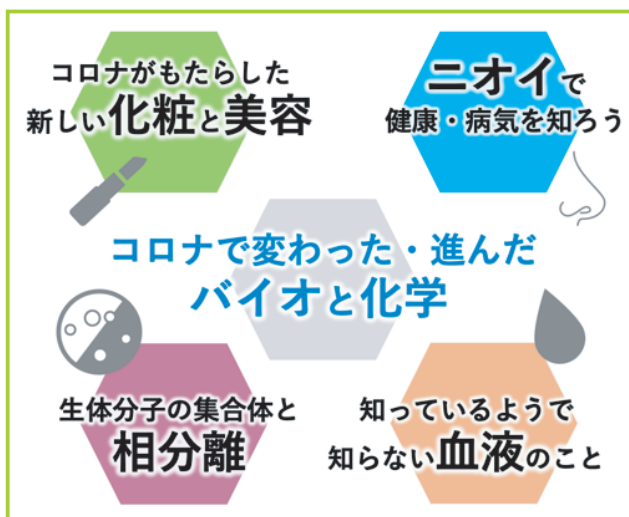 コロナがもたらした
新しい化粧と美容
ニオイで
健康・病気を知ろう
コロナで変わった・進んだ
バイオと化学
生体分子の集合体と
相分離
知っているようで
知らない血液のこと